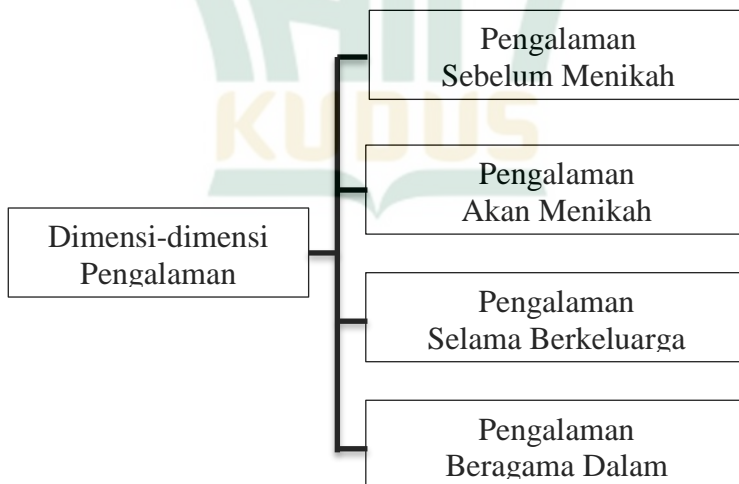 Pengalaman
Sebelum Menikah
KUDUS
Pengalaman
Akan Menikah
Dimensi-dimensi
Pengalaman
Pengalaman
Selama Berkeluarga
Pengalaman
Beragama Dalam